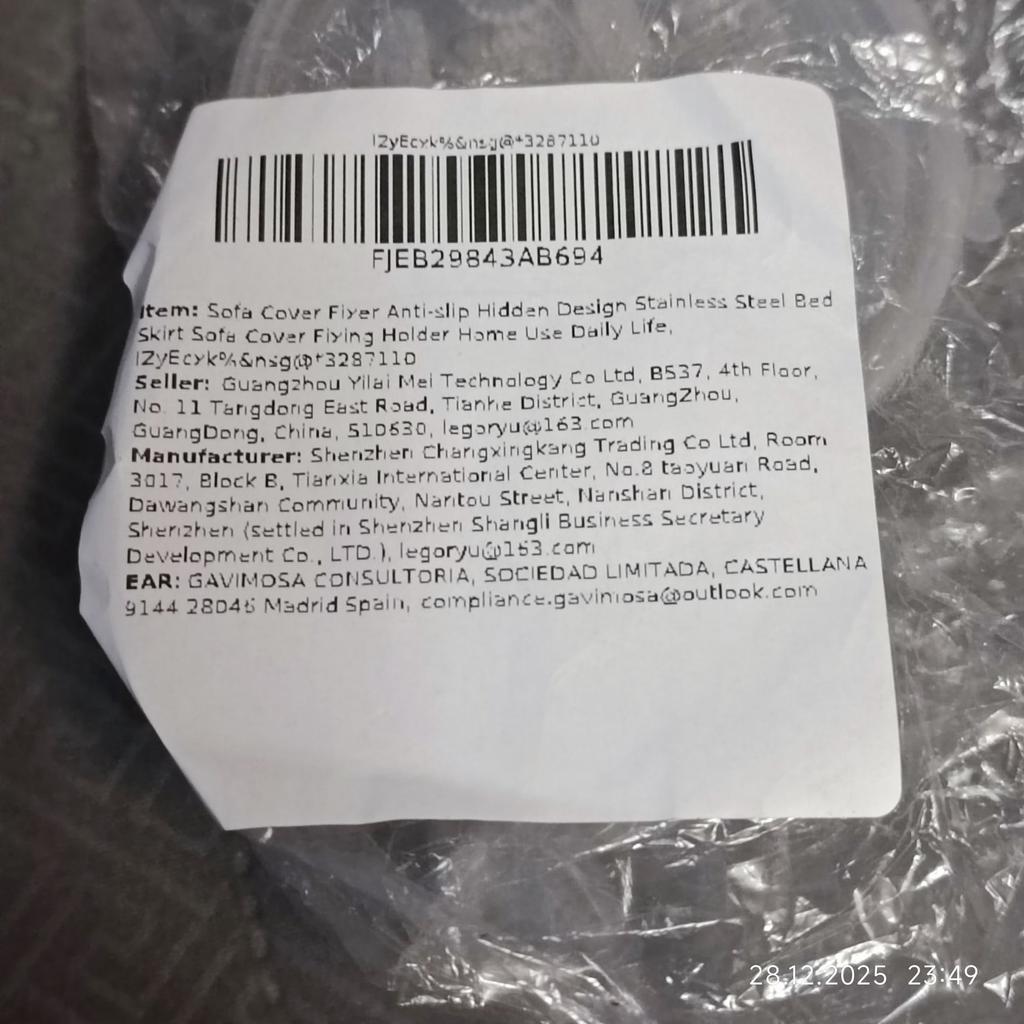 IZyEcyk%&nsg@*3287110
FJEB29843AB694
Item: Sofa Cover Fixer Anti-slip Hidden Design Stainless Steel Bed
Skirt Sofa Cover Fixing Holder Home Use Daily Life,
IZyEcyk%&nsg@*3287110
Seller: Guangzhou Yilai Mei Technology Co Ltd, B537, 4th Floor,
No. 11 Tangdong East Road, Tianhe District, GuangZhou,
GuangDong, China, 510630, legoryu@163.com
Manufacturer: Shenzhen Changxingkang Trading Co Ltd, Room
3017, Block B, Tianxia International Center, No.8 taoyuan Road,
Dawangshan Community, Nantou Street, Nanshan District,
Shenzhen (settled in Shenzhen Shangli Business Secretary
Development Co., LTD.), legoryu@163.com
EAR: GAVIMOSA CONSULTORIA, SOCIEDAD LIMITADA, CASTELLANA
9144 28046 Madrid Spain, compliance.gavimosa@outlook.com
28.12.2025 23:49